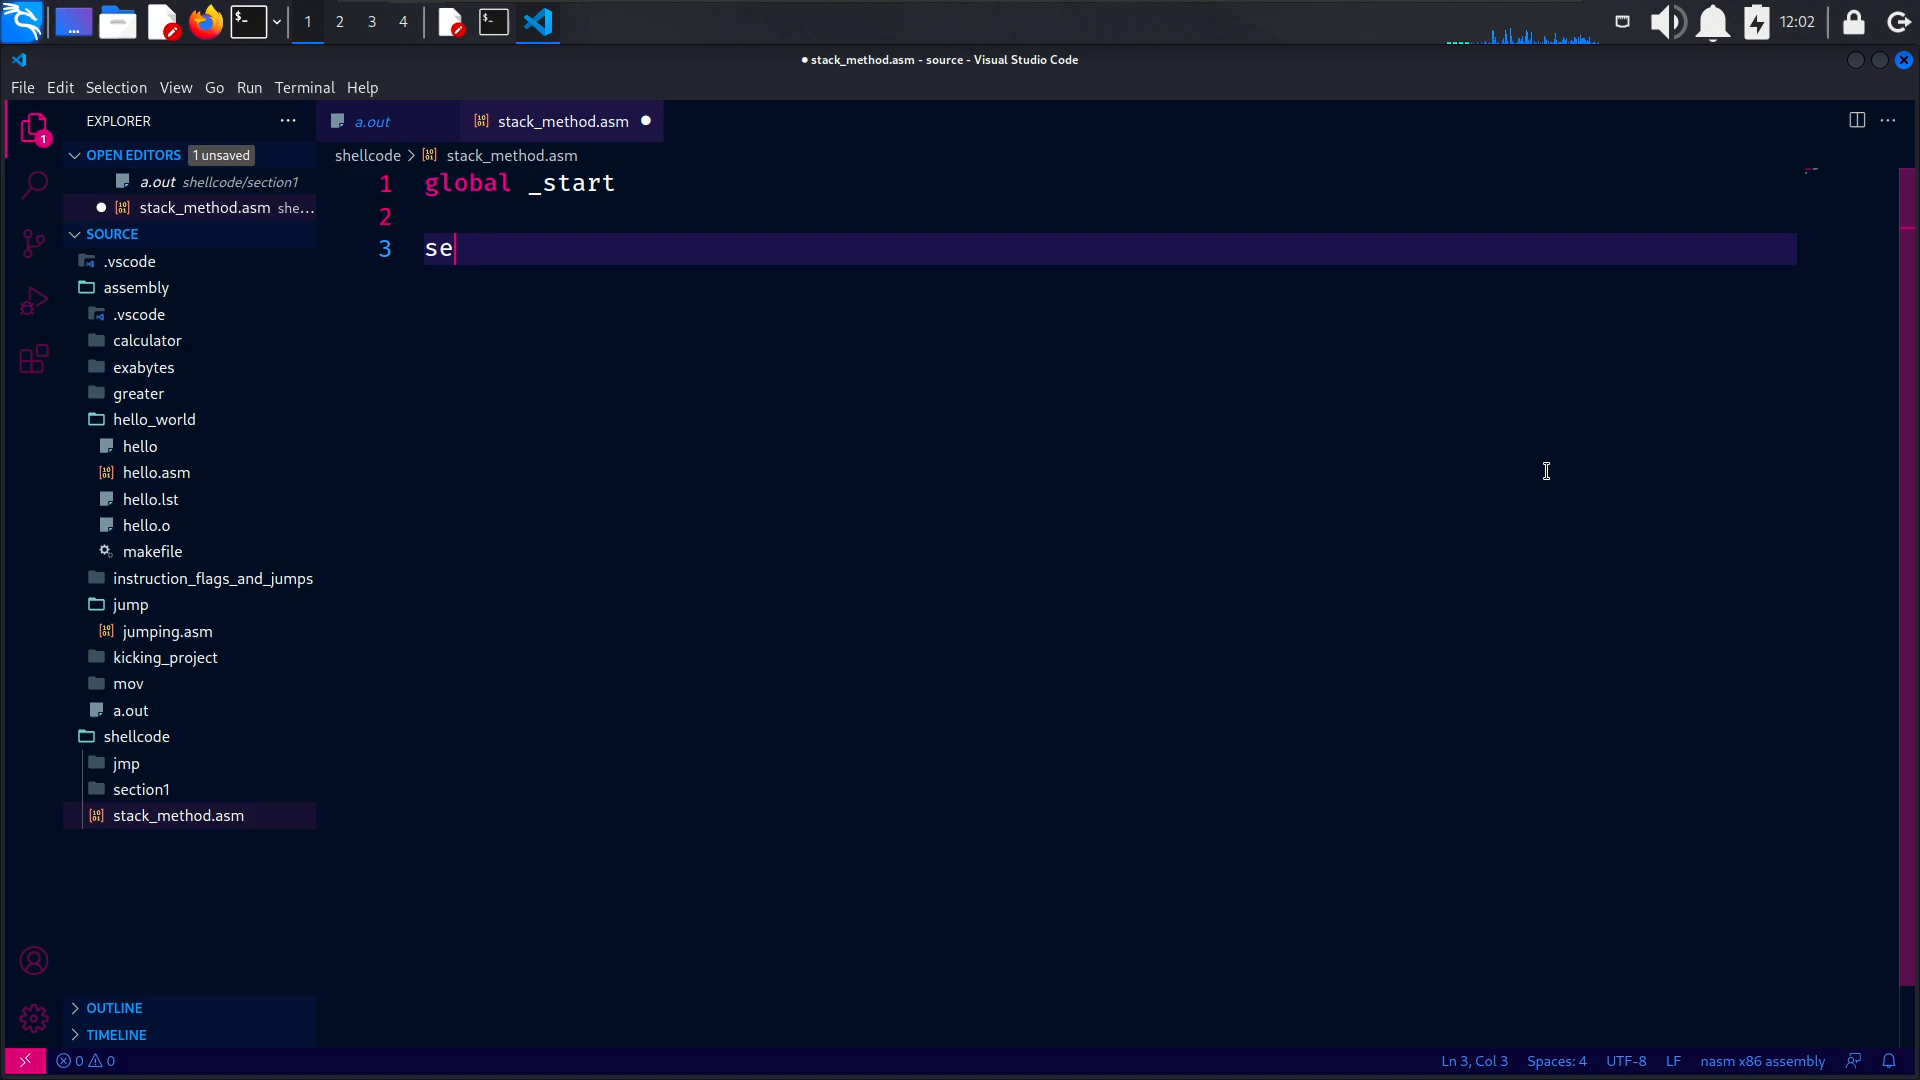 1 2 3 4 12:02
stack_method.asm - source - Visual Studio Code
File Edit Selection View Go Run Terminal Help
EXPLORER
a.out stack_method.asm
OPEN EDITORS 1 unsaved
shellcode > stack_method.asm
a.out shellcode/section1
stack_method.asm she...
1 global _start
2
3 se
SOURCE
.vscode
assembly
.vscode
calculator
exabytes
greater
hello_world
hello
hello.asm
hello.lst
hello.o
makefile
instruction_flags_and_jumps
jump
jumping.asm
kicking_project
mov
a.out
shellcode
jmp
section1
stack_method.asm
OUTLINE
TIMELINE
0 0 Ln 3, Col 3 Spaces: 4 UTF-8 LF nasm x86 assembly